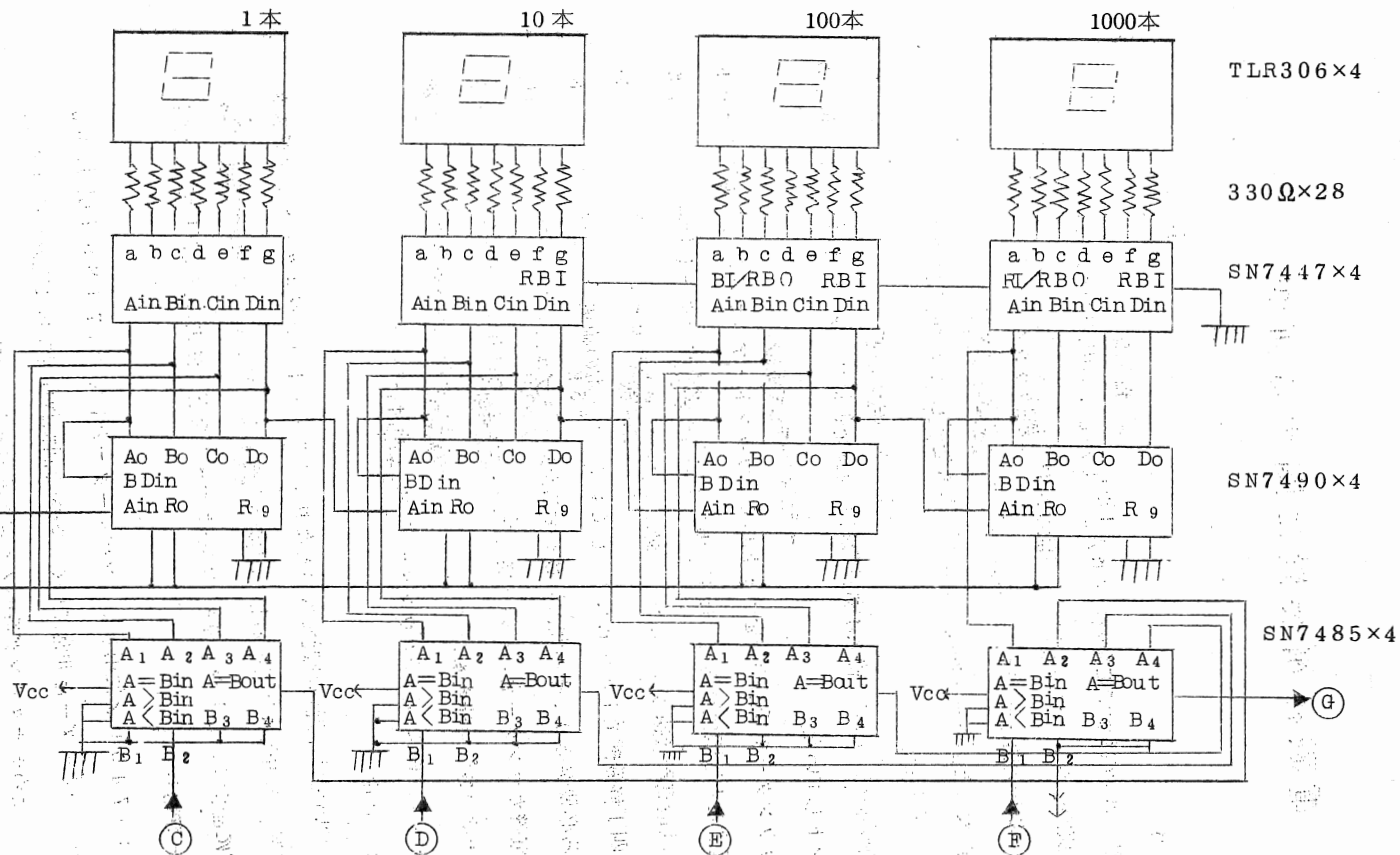 1本 10本 100本 1000本
TLR306×4
330Ω×28
a b c d e f g
Ain Bin Cin Din
a b c d e f g
RBI
Ain Bin Cin Din
a b c d e f g
BI/RBO RBI
Ain Bin Cin Din
a b c d e f g
RI/RBO RBI
Ain Bin Cin Din
SN7447×4
Ao Bo Co Do
BDin
Ain Ro R9
Ao Bo Co Do
BDin
Ain Ro R9
Ao Bo Co Do
BDin
Ain Ro R9
Ao Bo Co Do
BDin
Ain Ro R9
SN7490×4
SN7485×4
A1 A2 A3 A4
Vcc
A=Bin A=Bout
A>Bin
A<Bin B3 B4
B1 B2
A1 A2 A3 A4
Vcc
A=Bin A=Bout
A>Bin
A<Bin B3 B4
B1 B2
A1 A2 A3 A4
Vcc
A=Bin A=Bout
A>Bin
A<Bin B3 B4
B1 B2
A1 A2 A3 A4
Vcc
A=Bin A=Bout
A>Bin
A<Bin B3 B4
B1 B2
G
C D E F